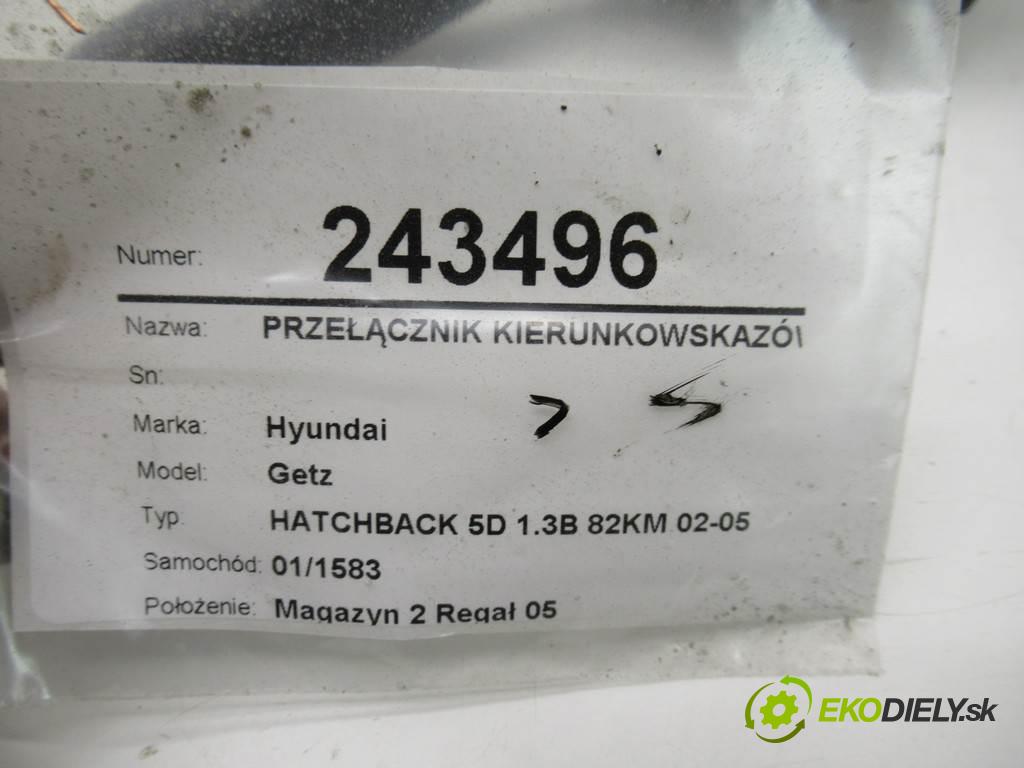 Numer: 243496
Nazwa: PRZEŁĄCZNIK KIERUNKOWSKAZÓ
Sn:
Marka: Hyundai
Model: Getz
Typ: HATCHBACK 5D 1.3B 82KM 02-05
Samochód: 01/1583
Położenie: Magazyn 2 Regał 05
EKODIELY.sk